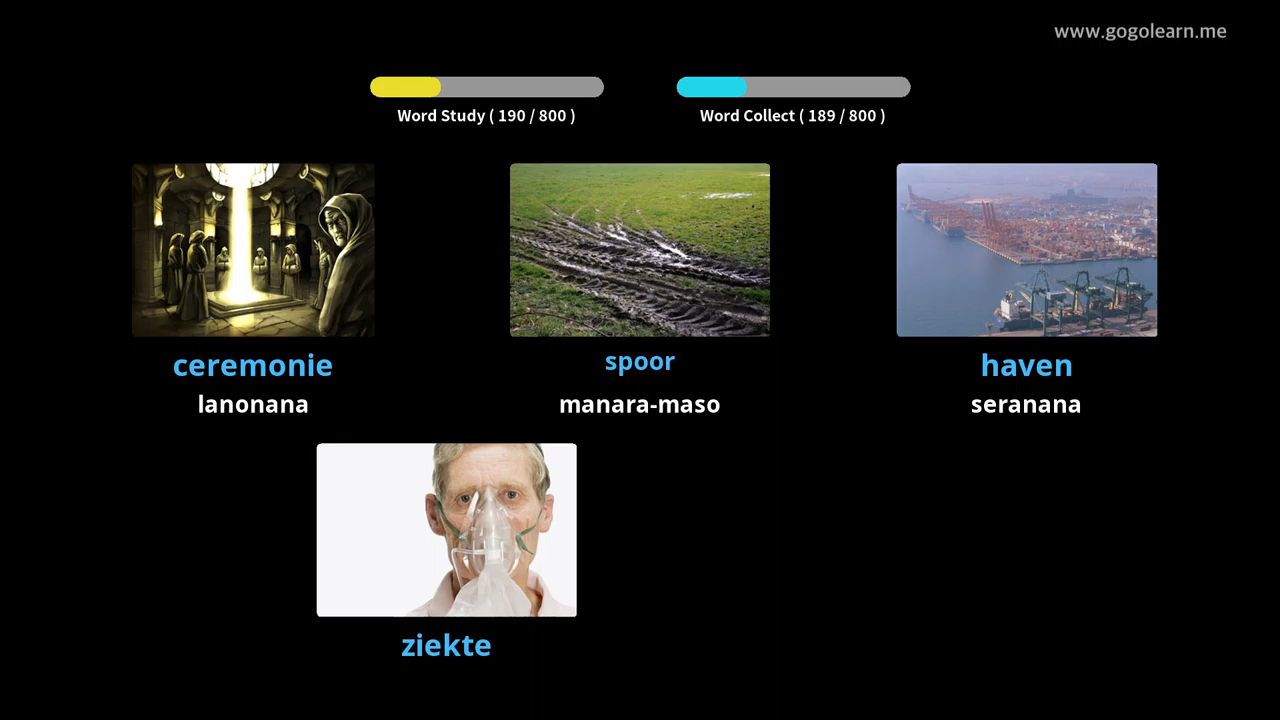 www.gogolearn.me
Word Study ( 190 / 800 )
Word Collect ( 189 / 800 )
ceremonie
spoor
haven
lanonana
manara-maso
seranana
ziekte